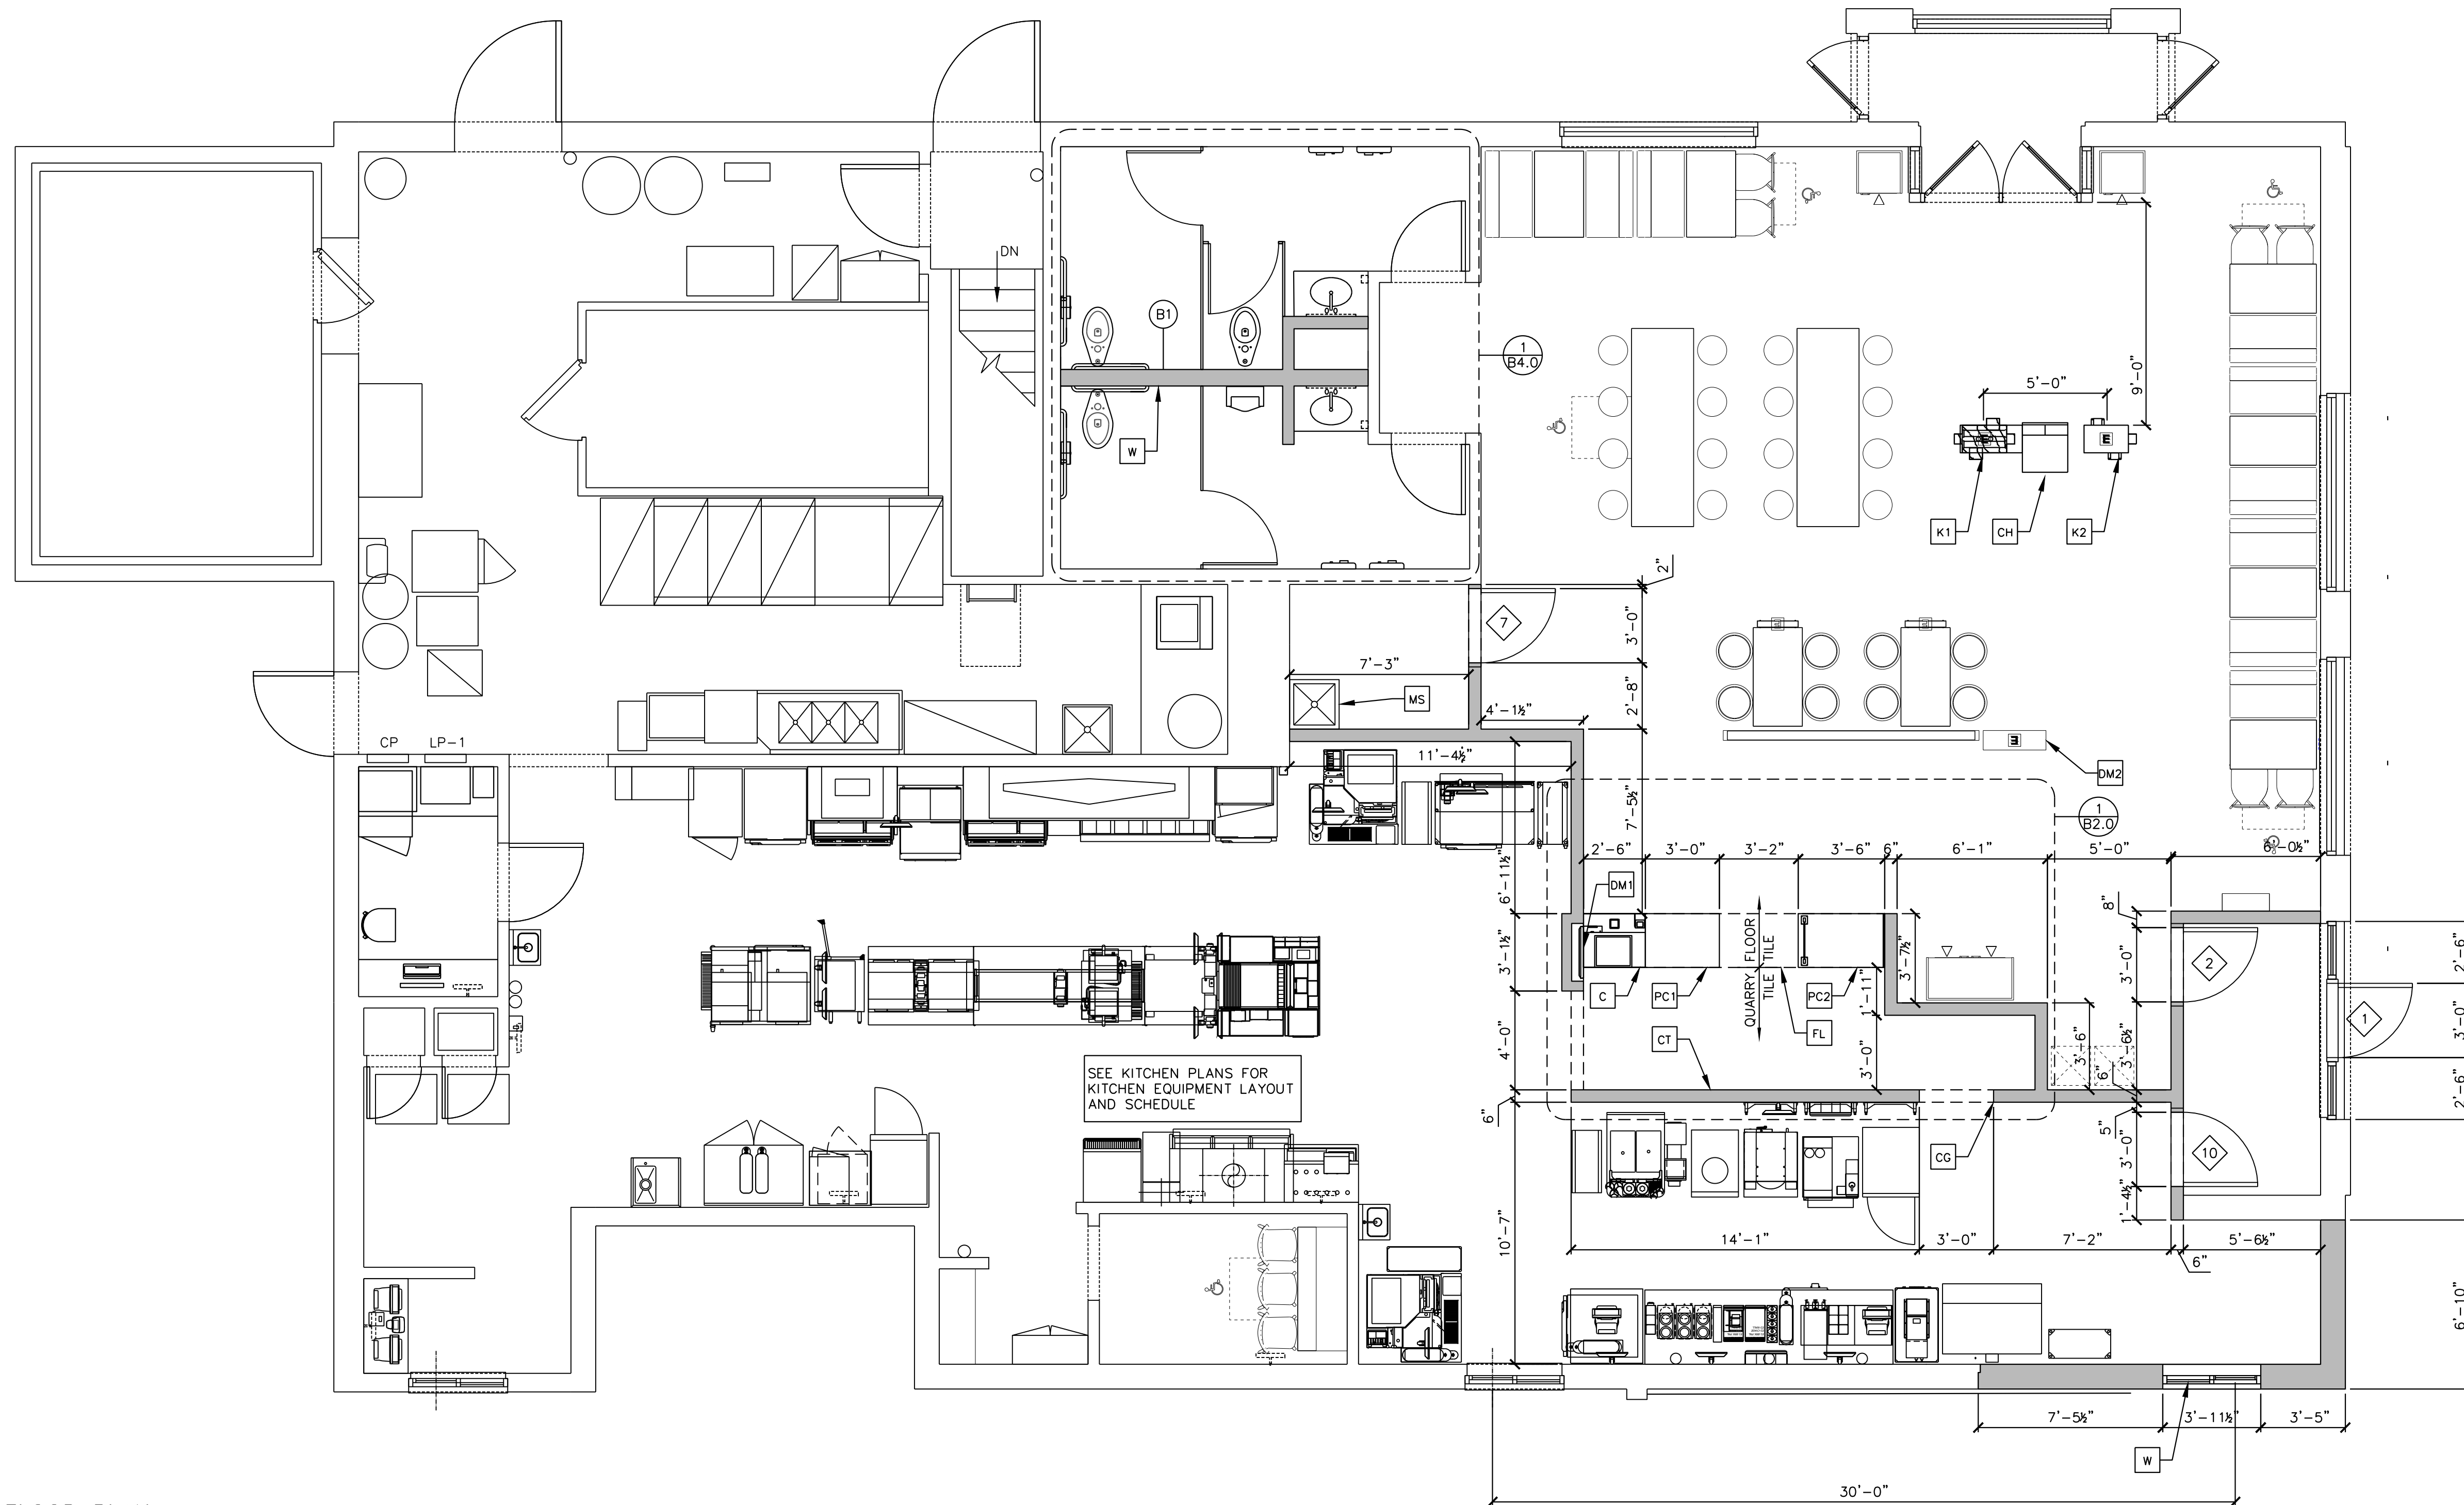 DN
B1
W
1
B4.0
5'-0"
9'-0"
K1
CH
K2
2"
3'-0"
7
7'-3"
2'-8"
MS
4'-1½"
CP
LP-1
11'-4½"
DM2
7'-5½"
6'-11½"
1
B2.0
2'-6"
3'-0"
3'-2"
3'-6"
6"
6'-1"
5'-0"
6'-0½"
DM1
8"
3'-1½"
QUARRY FLOOR TILE
TILE
3'-7½"
3'-0"
2
2'-6"
C
PC1
PC2
1'-11"
FL
CT
4'-0"
3'-0"
3'-6"
3'-6½"
1
3'-0"
6"
2'-6"
SEE KITCHEN PLANS FOR
KITCHEN EQUIPMENT LAYOUT
AND SCHEDULE
6"
5"
3'-0"
10
CG
1'-4½"
10'-7"
14'-1"
3'-0"
7'-2"
6"
5'-6½"
6'-10"
7'-5½"
3'-11½"
3'-5"
W
30'-0"